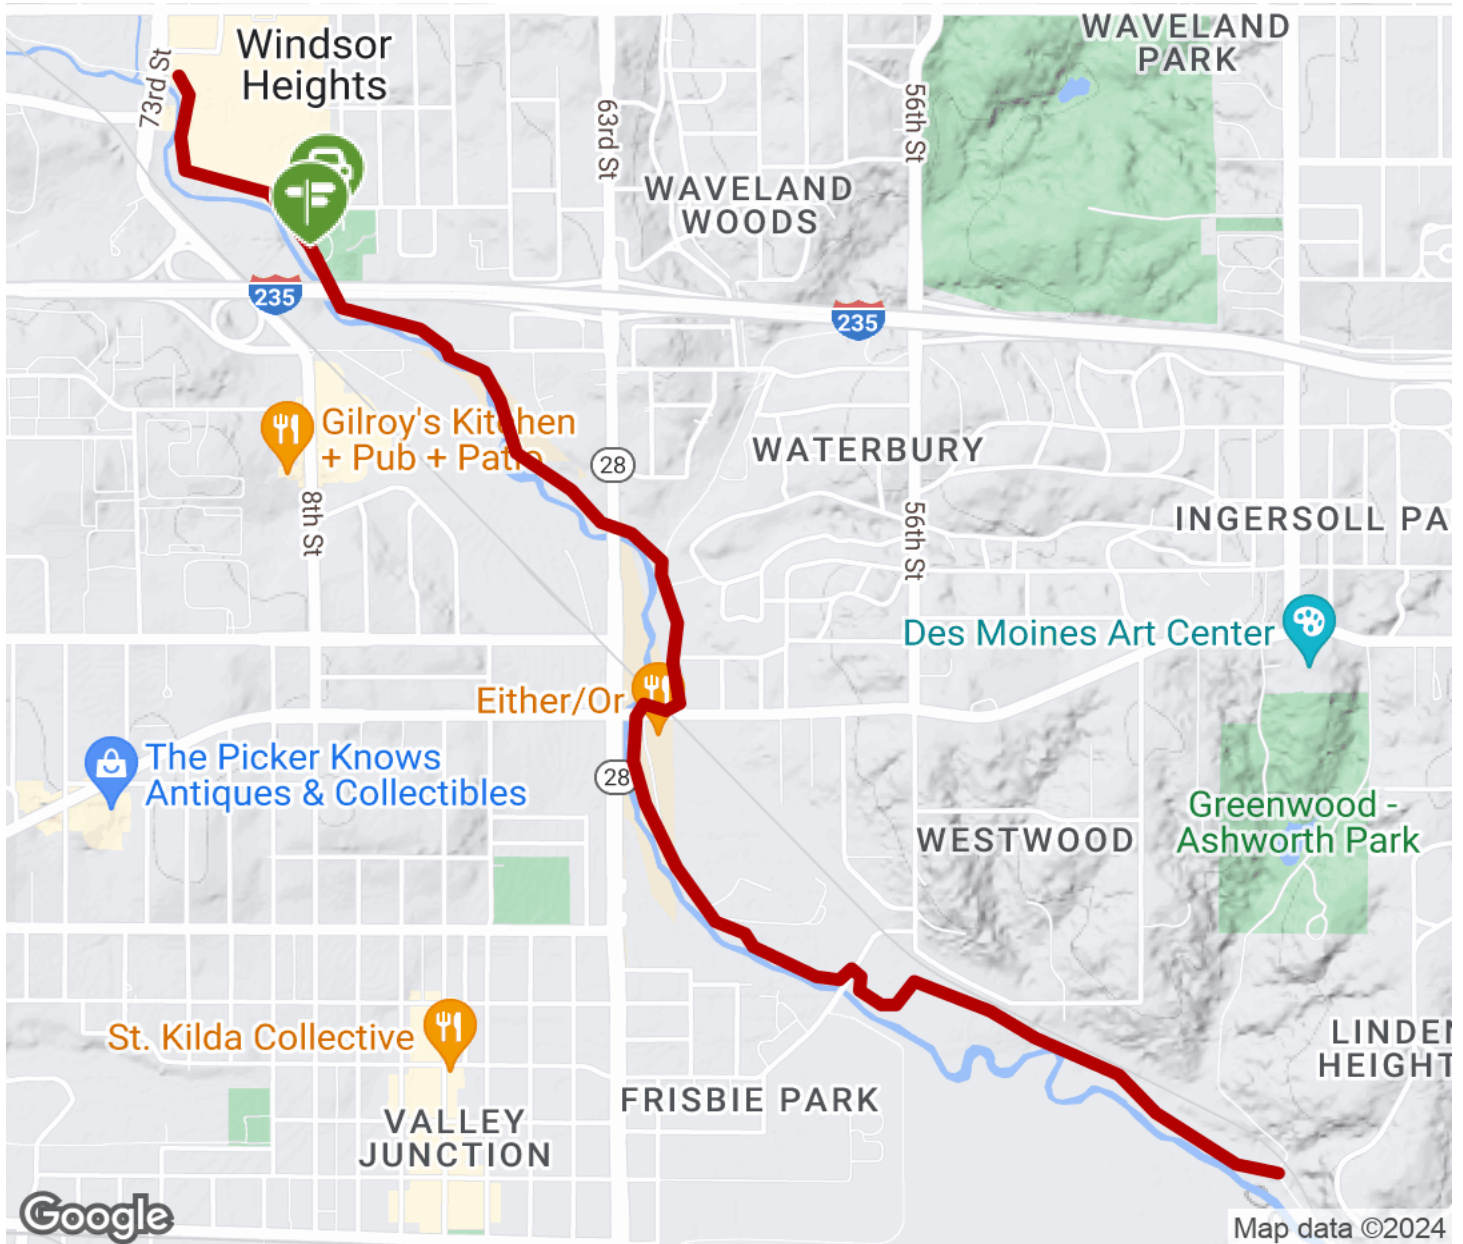 WAVELAND
PARK
Windsor
Heights
73rd St
63rd St
56th St
WAVELAND
WOODS
235
235
Gilroy's Kitchen
+ Pub + Patio
28
WATERBURY
8th St
56th St
INGERSOLL PA
Des Moines Art Center
Either/Or
28
The Picker Knows
Antiques & Collectibles
Greenwood -
Ashworth Park
WESTWOOD
St. Kilda Collective
LINDEN
HEIGHT
FRISBIE PARK
VALLEY
JUNCTION
Google
Map data ©2024